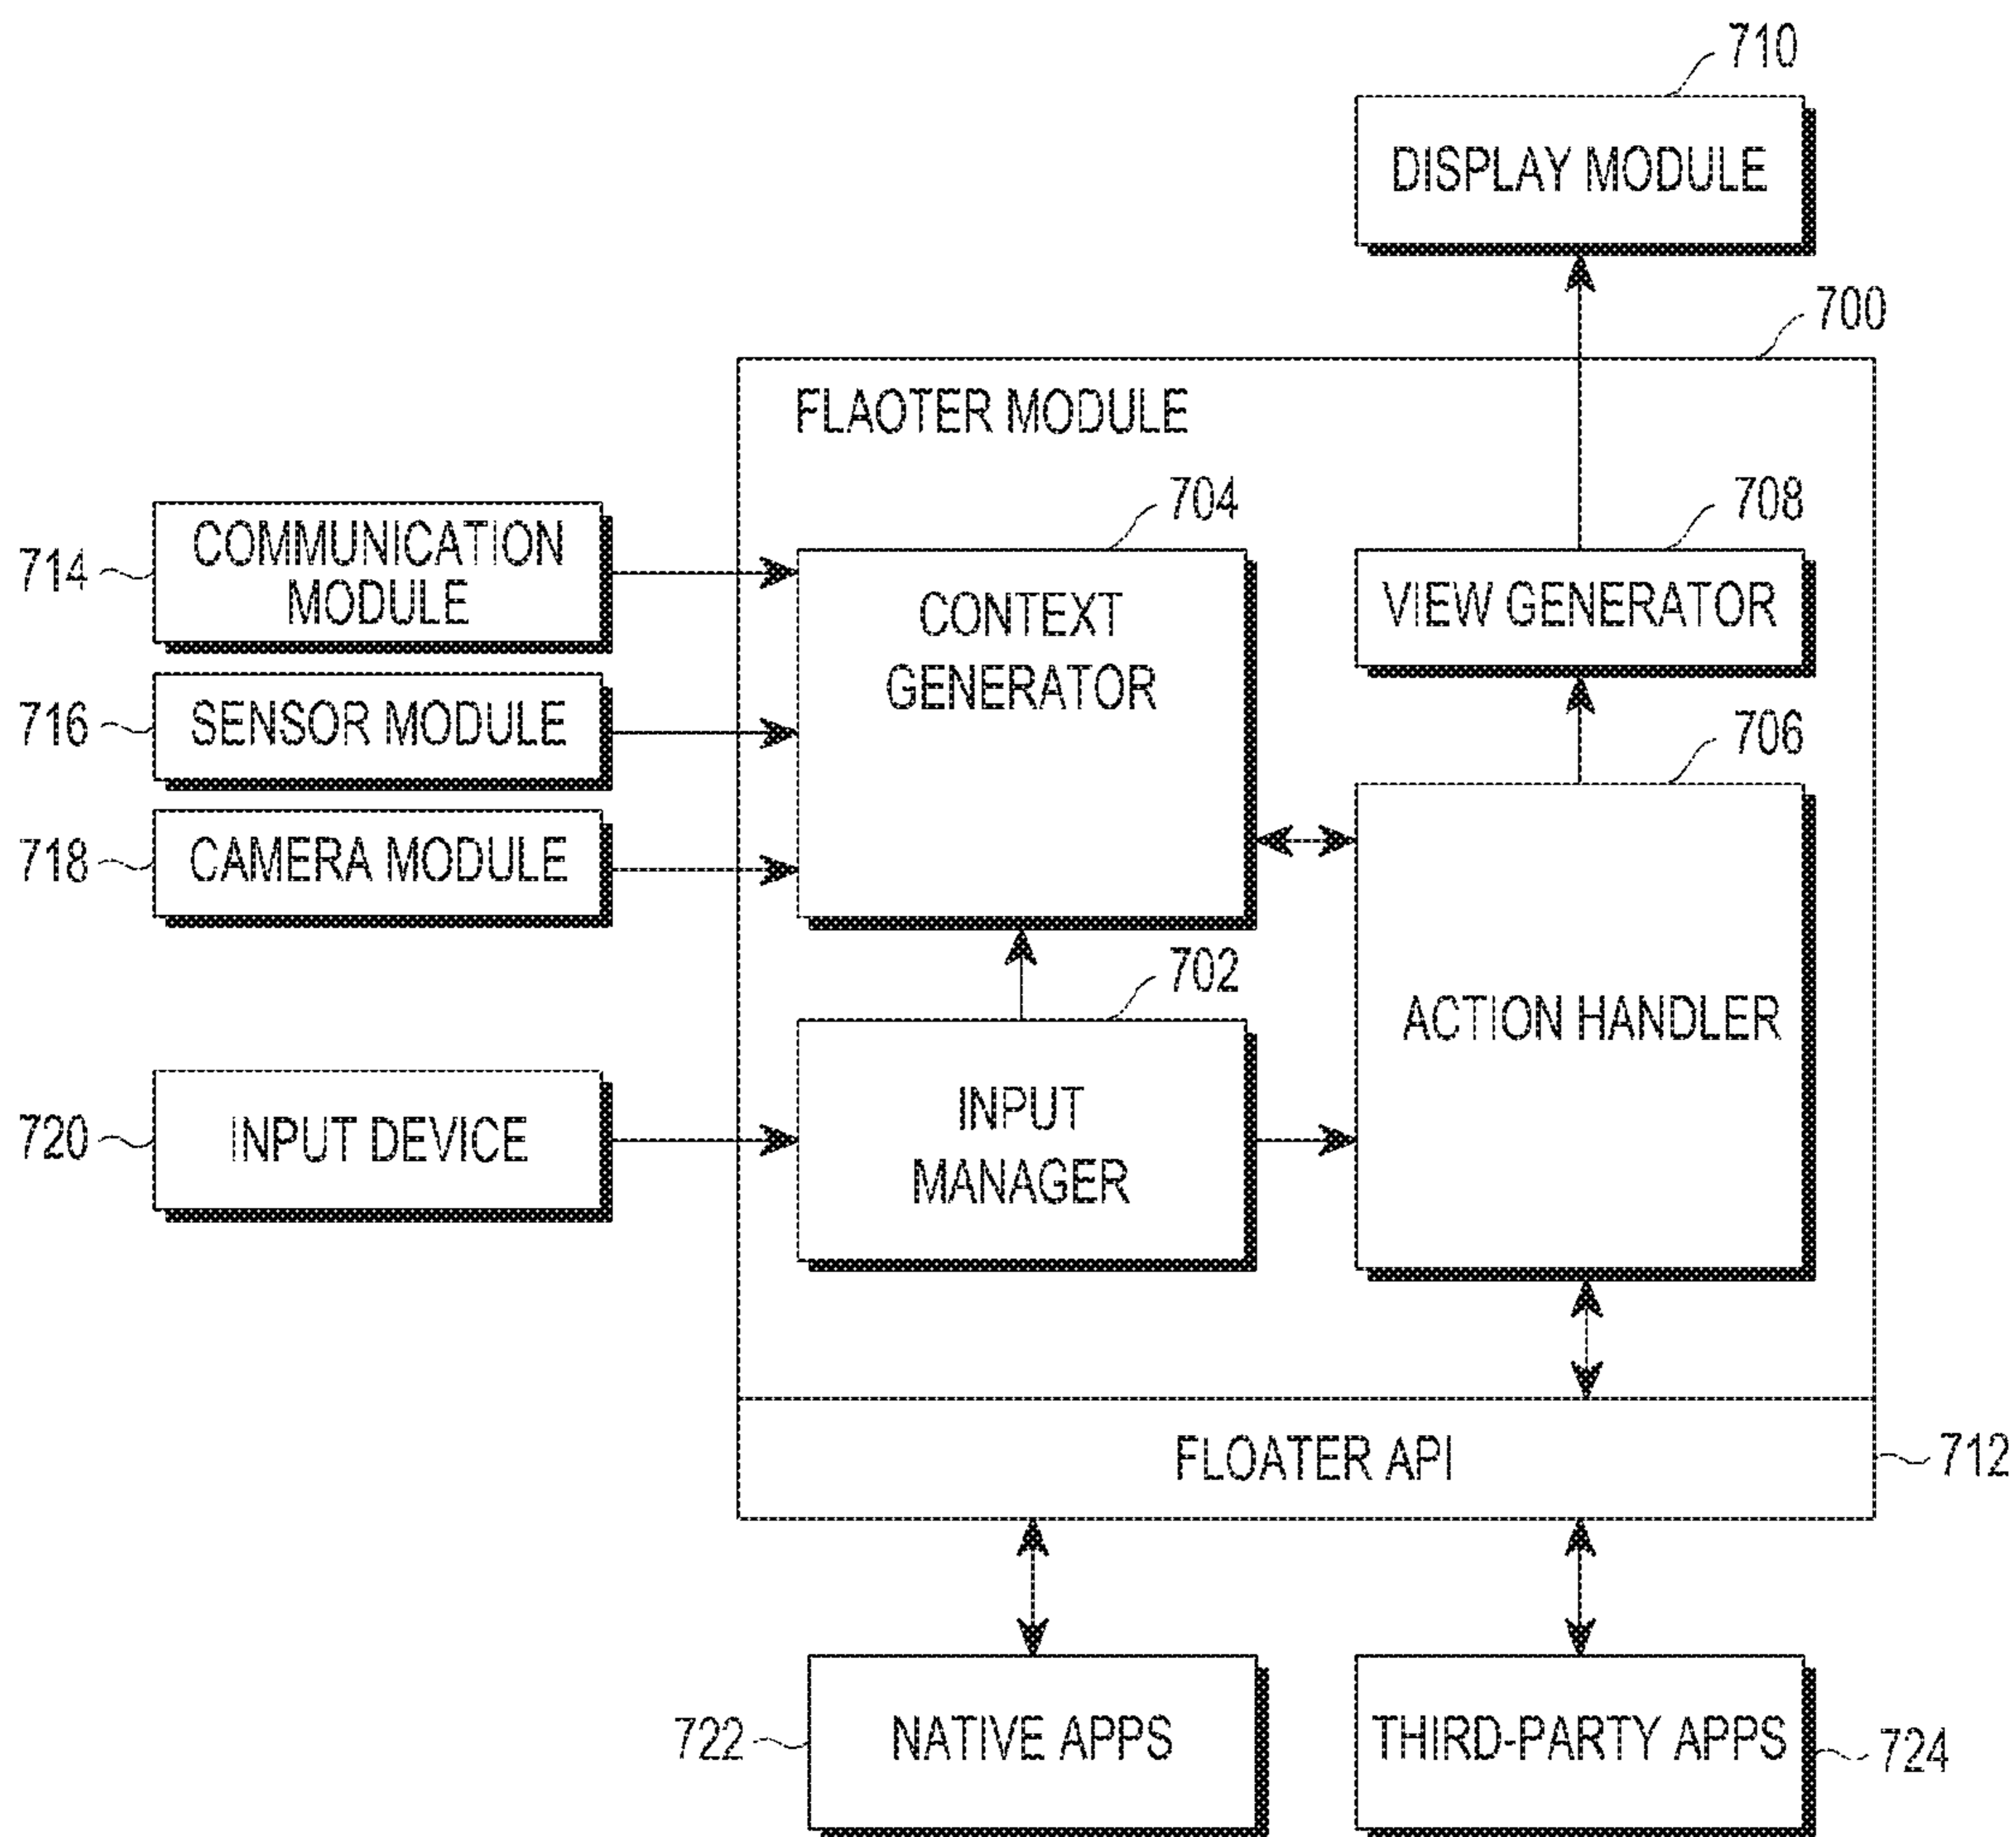 710
DISPLAY MODULE
700
FLAOTER MODULE
704
708
714
COMMUNICATION
MODULE
CONTEXT
GENERATOR
VIEW GENERATOR
716
SENSOR MODULE
706
718
CAMERA MODULE
702
ACTION HANDLER
720
INPUT DEVICE
INPUT
MANAGER
FLOATER API
712
722
NATIVE APPS
THIRD-PARTY APPS
724